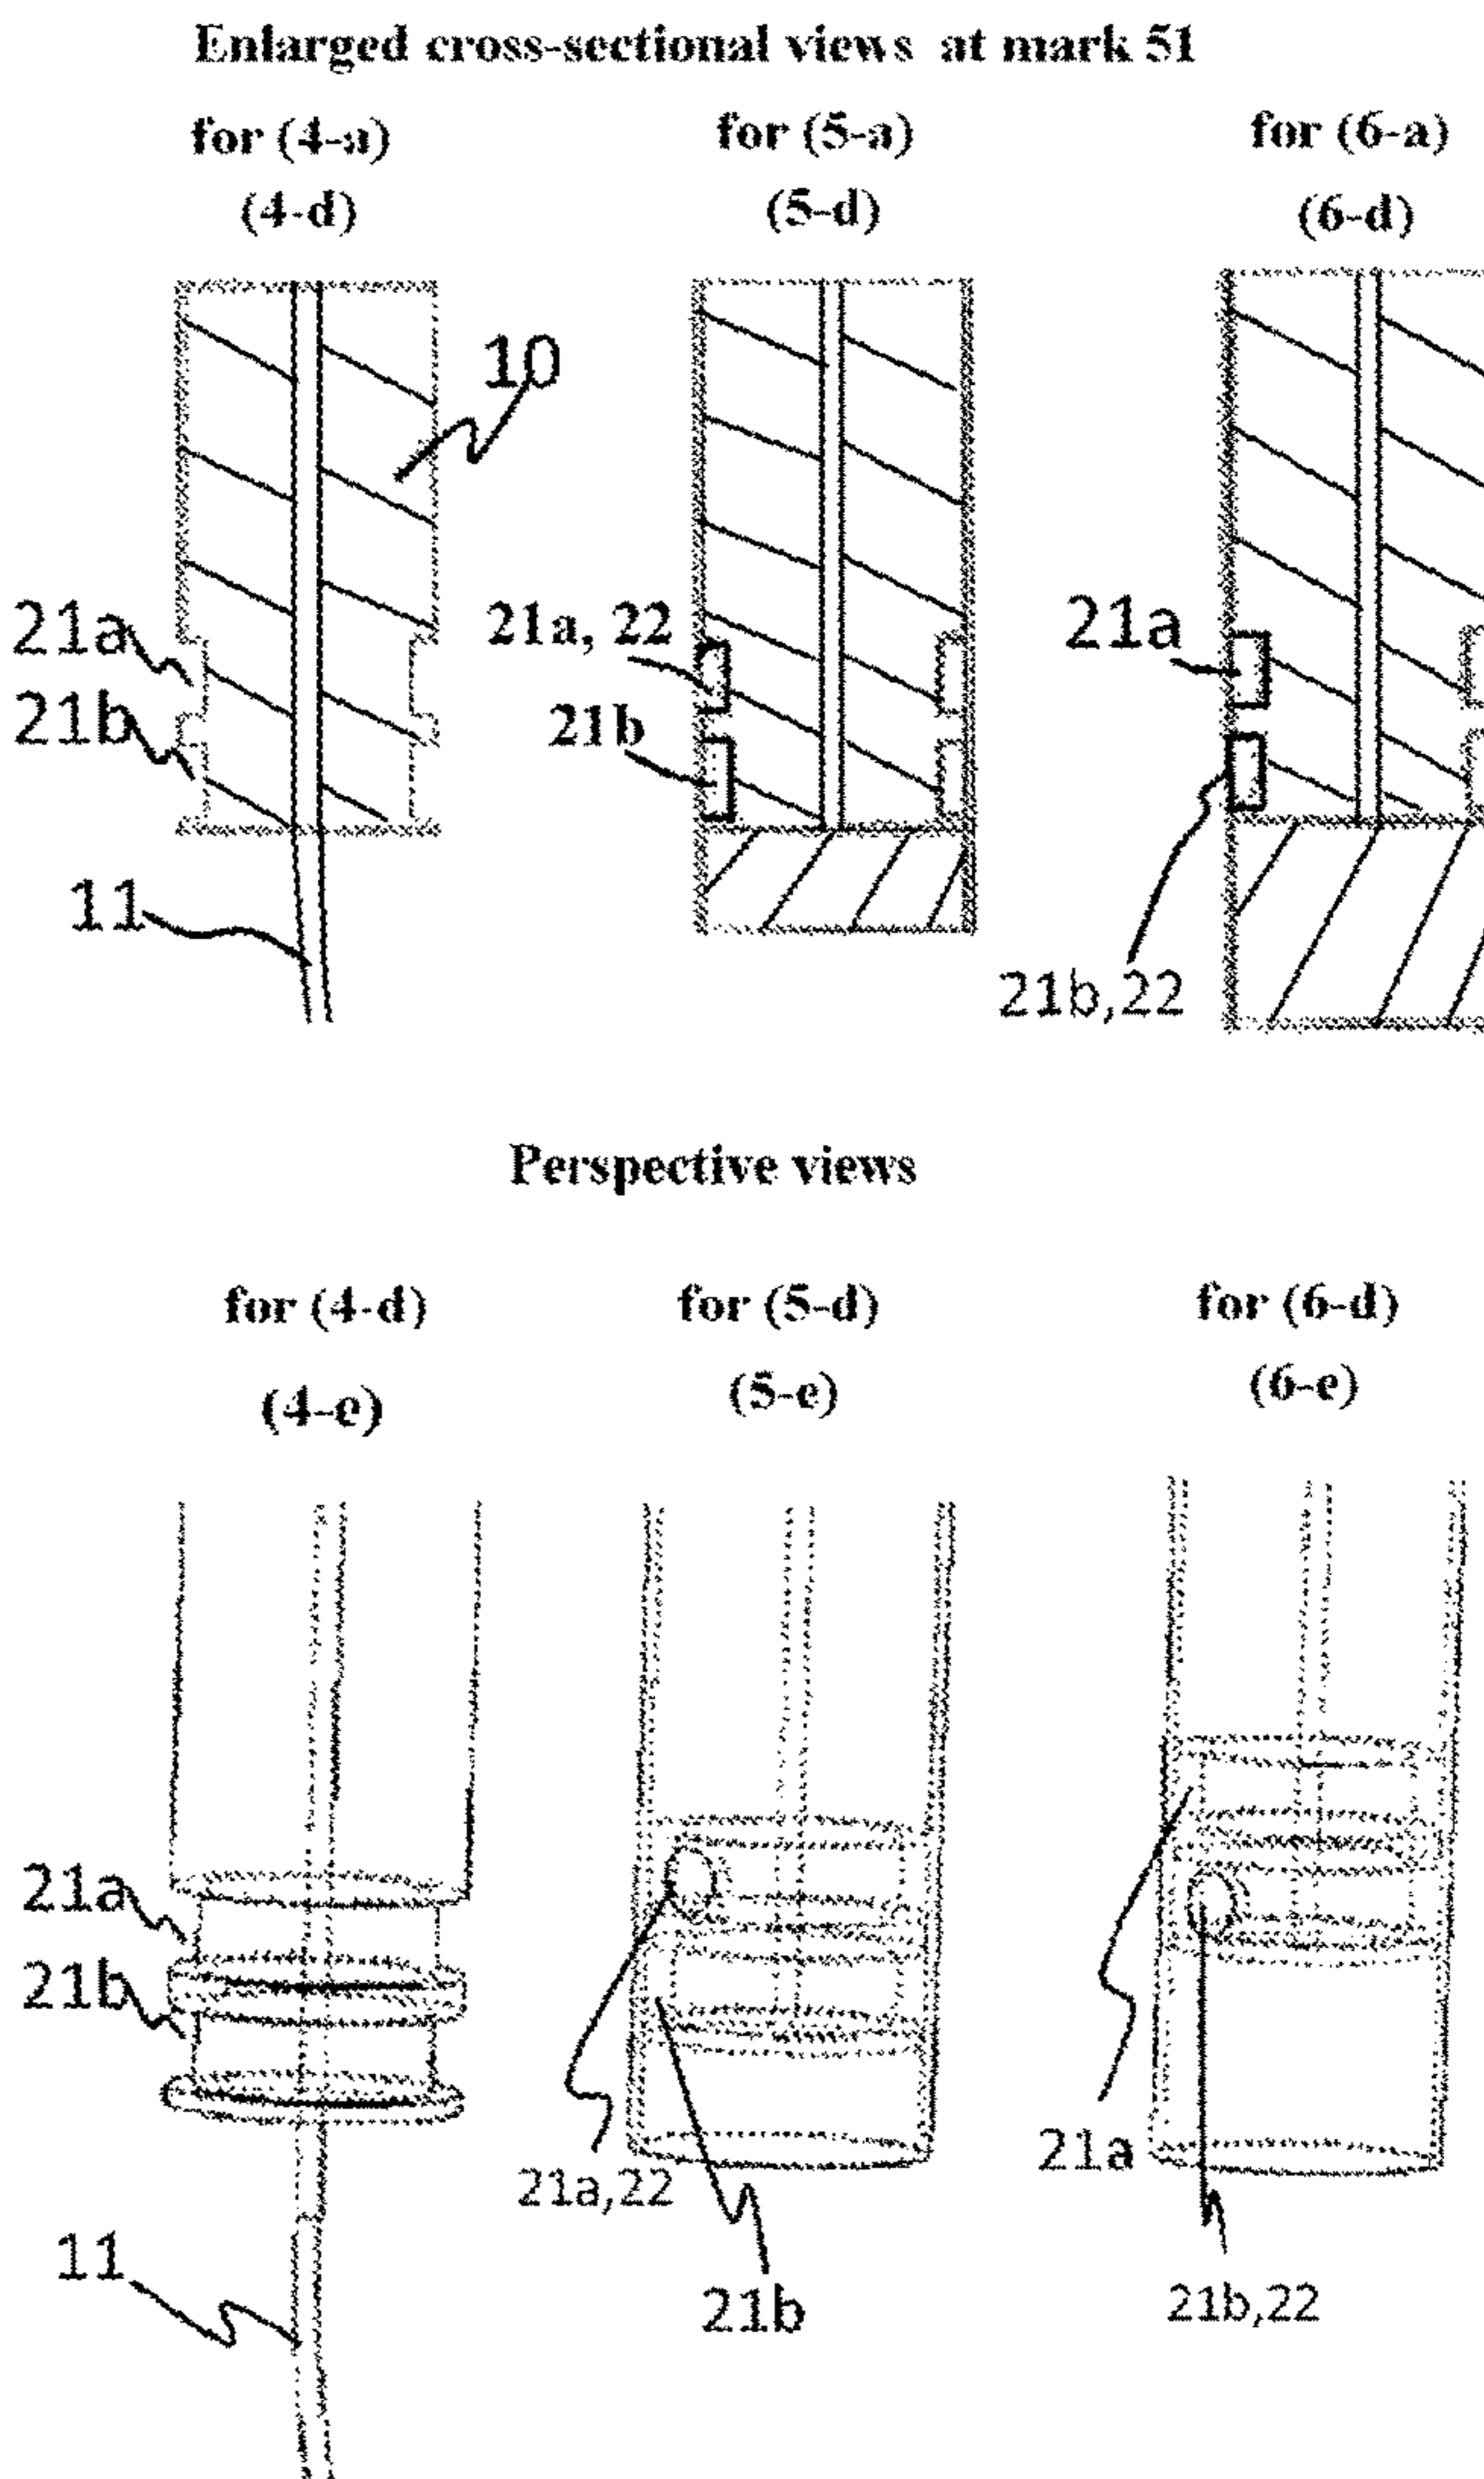 Enlarged cross-sectional views at mark 51
for (4-a) for (5-a) for (6-a)
(4-d) (5-d) (6-d)
10
21a 21a, 22 21a
21b 21b
11
21b,22
Perspective views
for (4-d) for (5-d) for (6-d)
(4-e) (5-e) (6-e)
21a
21b
21a
21a,22
11
21b 21b,22